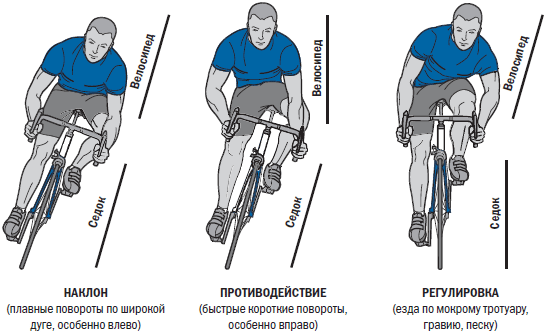 Велосипед
Седок
Велосипед
Седок
Велосипед
Седок
НАКЛОН
(плавные повороты по широкой
дуге, особенно влево)
ПРОТИВОДЕЙСТВИЕ
(быстрые короткие повороты,
особенно вправо)
РЕГУЛИРОВКА
(езда по мокрому тротуару,
гравию, песку)